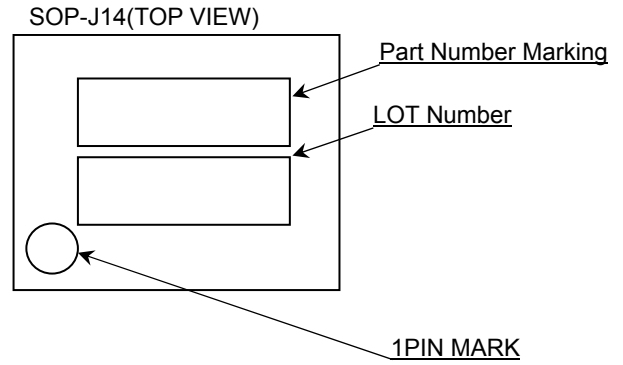 SOP-J14(TOP VIEW)
Part Number Marking
LOT Number
1PIN MARK